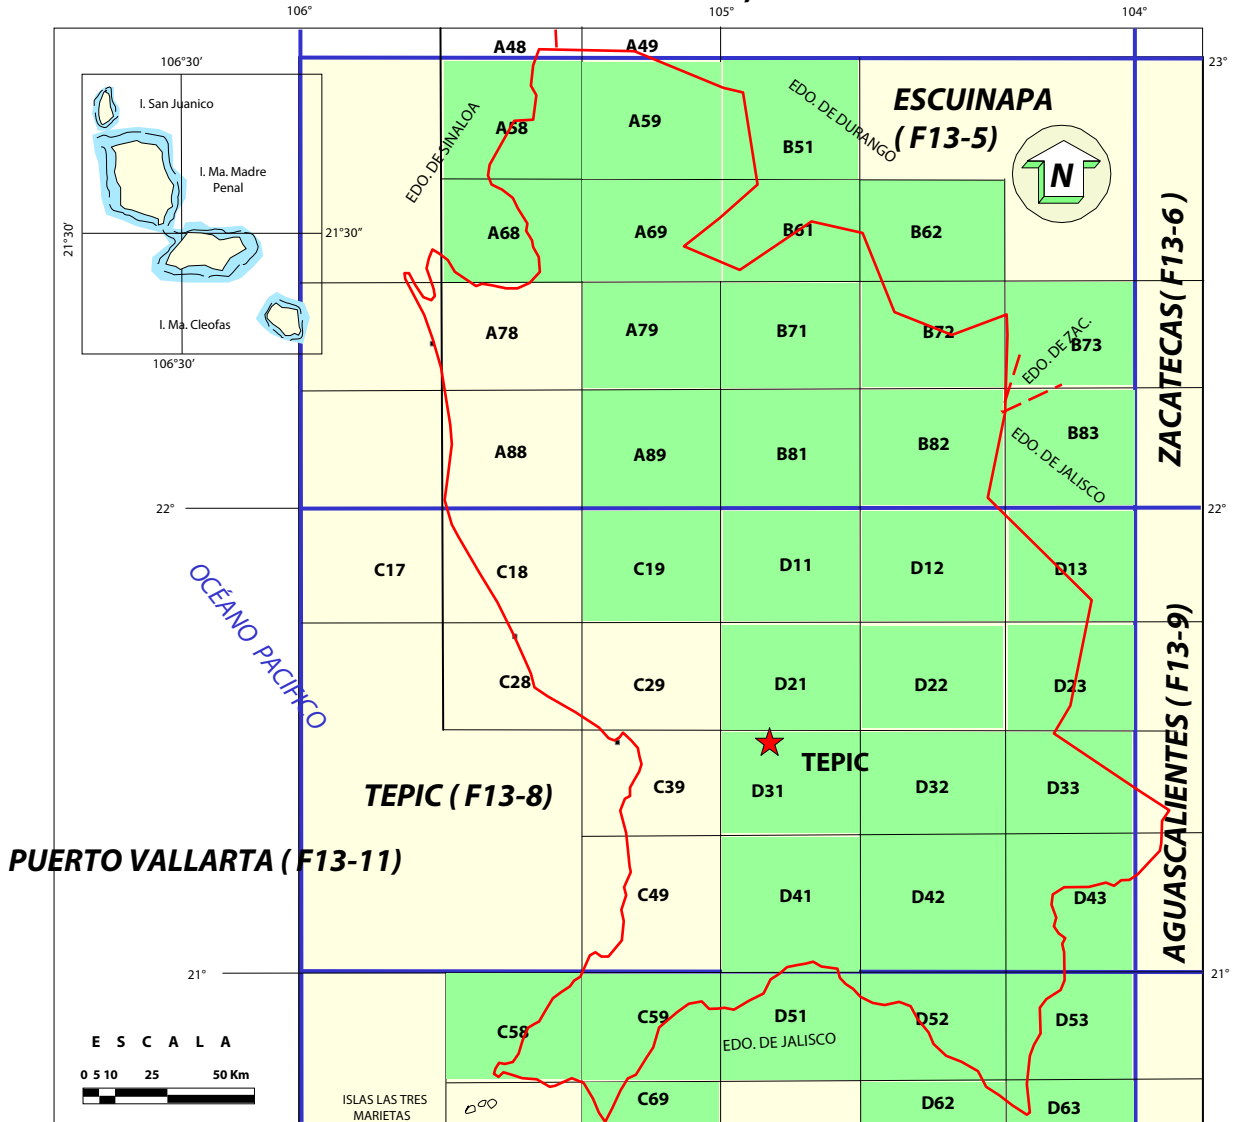 106°
105°
104°
A48
A49
23°
106°30'
I. San Juanico
I. Ma. Madre
Penal
21°30'
21°30"
I. Ma. Cleofas
106°30'
EDO. DE SINALOA
A58
A59
EDO. DE DURANGO
B51
ESCUINAPA
( F13-5)
N
A68
A69
B61
B62
ZACATECAS( F13-6 )
A78
A79
B71
B72
EDO. DE ZAC.
B73
A88
A89
B81
B82
B83
EDO. DE JALISCO
22°
22°
OCÉANO PACIFICO
C17
C18
C19
D11
D12
D13
C28
C29
D21
D22
D23
AGUASCALIENTES ( F13-9)
TEPIC
TEPIC ( F13-8)
C39
D31
D32
D33
PUERTO VALLARTA ( F13-11)
C49
D41
D42
D43
21°
21°
C58
C59
D51
D52
D53
EDO. DE JALISCO
E S C A L A
0 5 10 25 50 Km
ISLAS LAS TRES
MARIETAS
C69
D62
D63